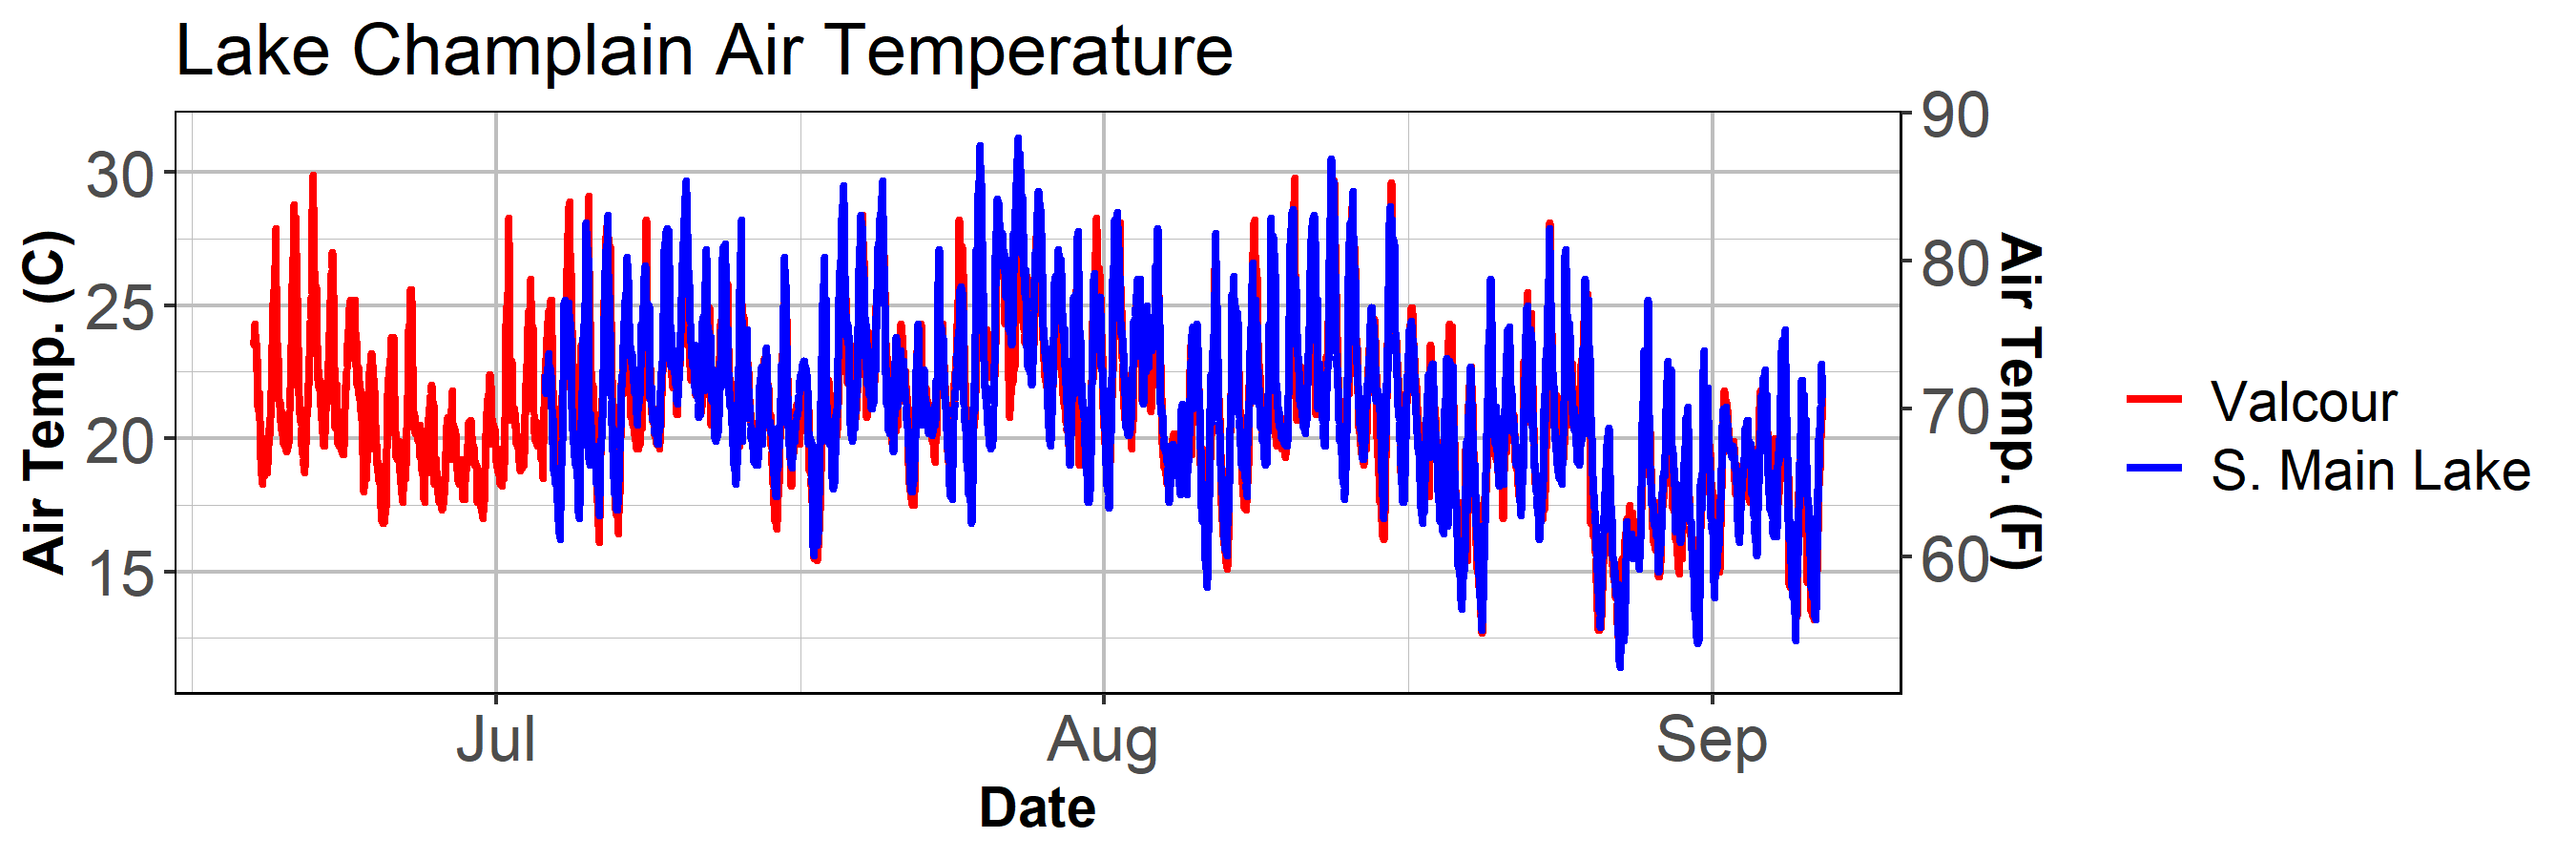 Lake Champlain Air Temperature
Air Temp. (C)
30
25
20
15
90
80
70
60
Air Temp. (F)
Jul
Aug
Sep
Date
Valcour
S. Main Lake